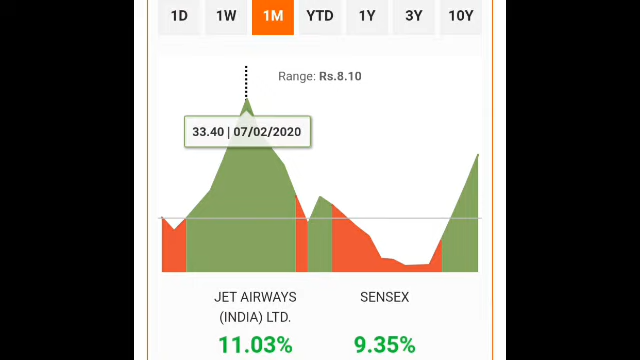 1D 1W 1M YTD 1Y 3Y 10Y
Range: Rs.8.10
33.40 | 07/02/2020
JET AIRWAYS
(INDIA) LTD.
SENSEX
11.03% 9.35%